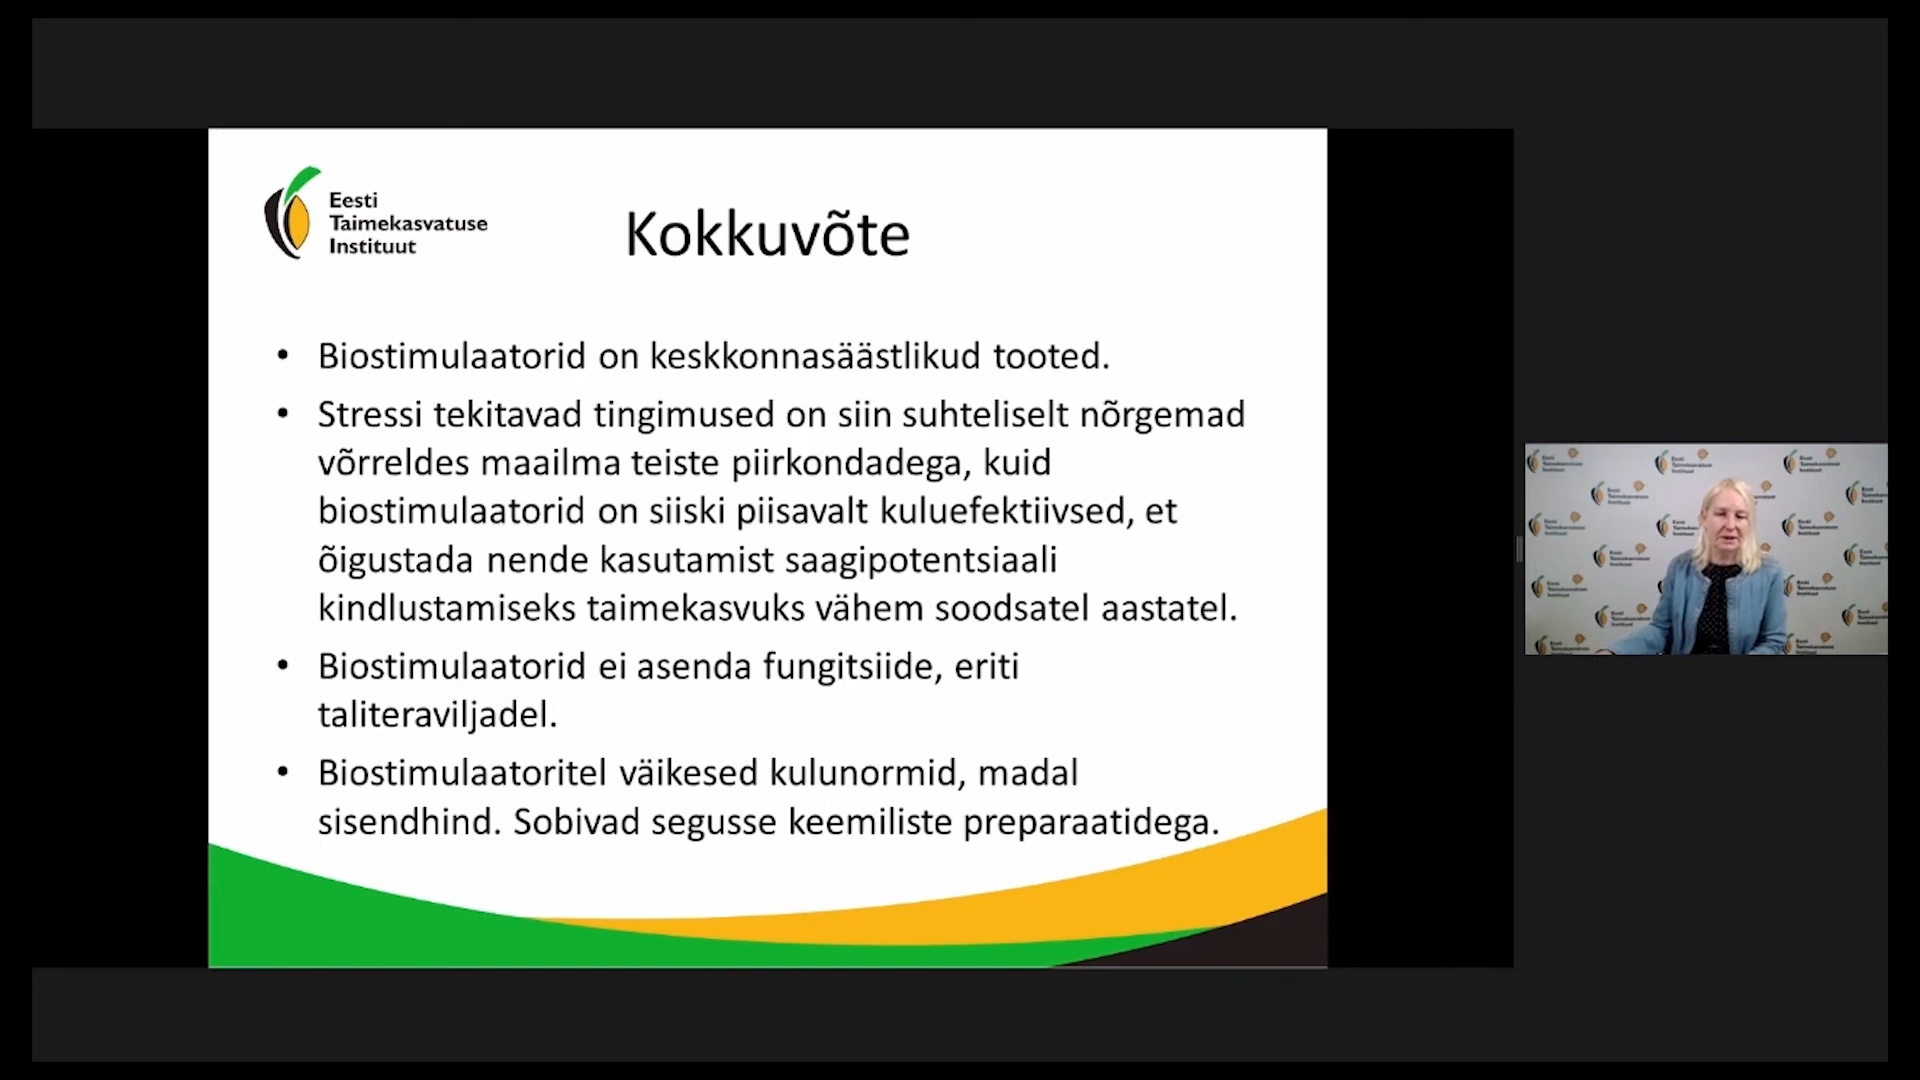 Eesti
Taimekasvatuse
Instituut
Kokkuvõte
• Biostimulaatorid on keskkonnasäästlikud tooted.
• Stressi tekitavad tingimused on siin suhteliselt nõrgemad
võrreldes maailma teiste piirkondadega, kuid
biostimulaatorid on siiski piisavalt kuluefektiivsed, et
õigustada nende kasutamist saagipotentsiaali
kindlustamiseks taimekasvuks vähem soodsatel aastatel.
• Biostimulaatorid ei asenda fungitsiide, eriti
taliteraviljadel.
• Biostimulaatoritel väikesed kulunormid, madal
sisendhind. Sobivad segusse keemiliste preparaatidega.